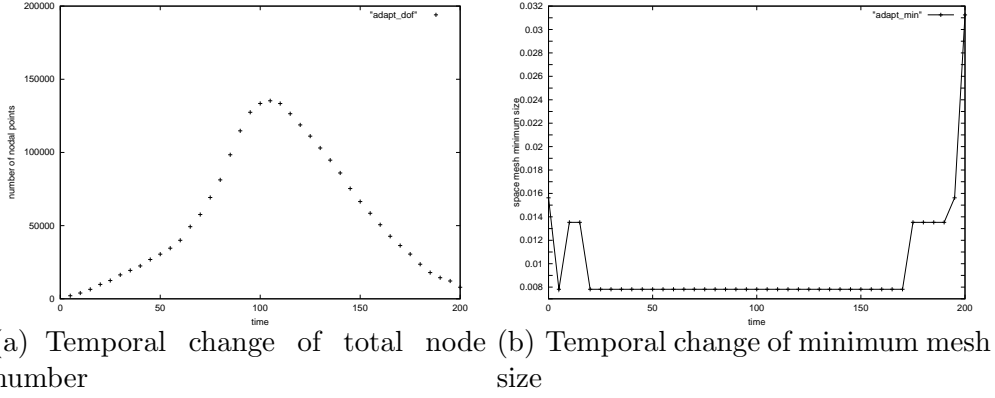 200000
150000
100000
50000
0
number of nodal points
"adapt_dof"
0 50 100 150 200
time
0.032
0.03
0.028
0.026
0.024
0.022
0.02
0.018
0.016
0.014
0.012
0.01
0.008
space mesh minimum size
"adapt_min"
0 50 100 150 200
time
a) Temporal change of total node
number
(b) Temporal change of minimum mesh
size